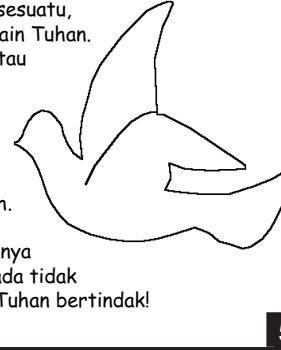 sesuatu,
ain Tuhan.
tau
n.
nya
da tidak
Tuhan bertindak!